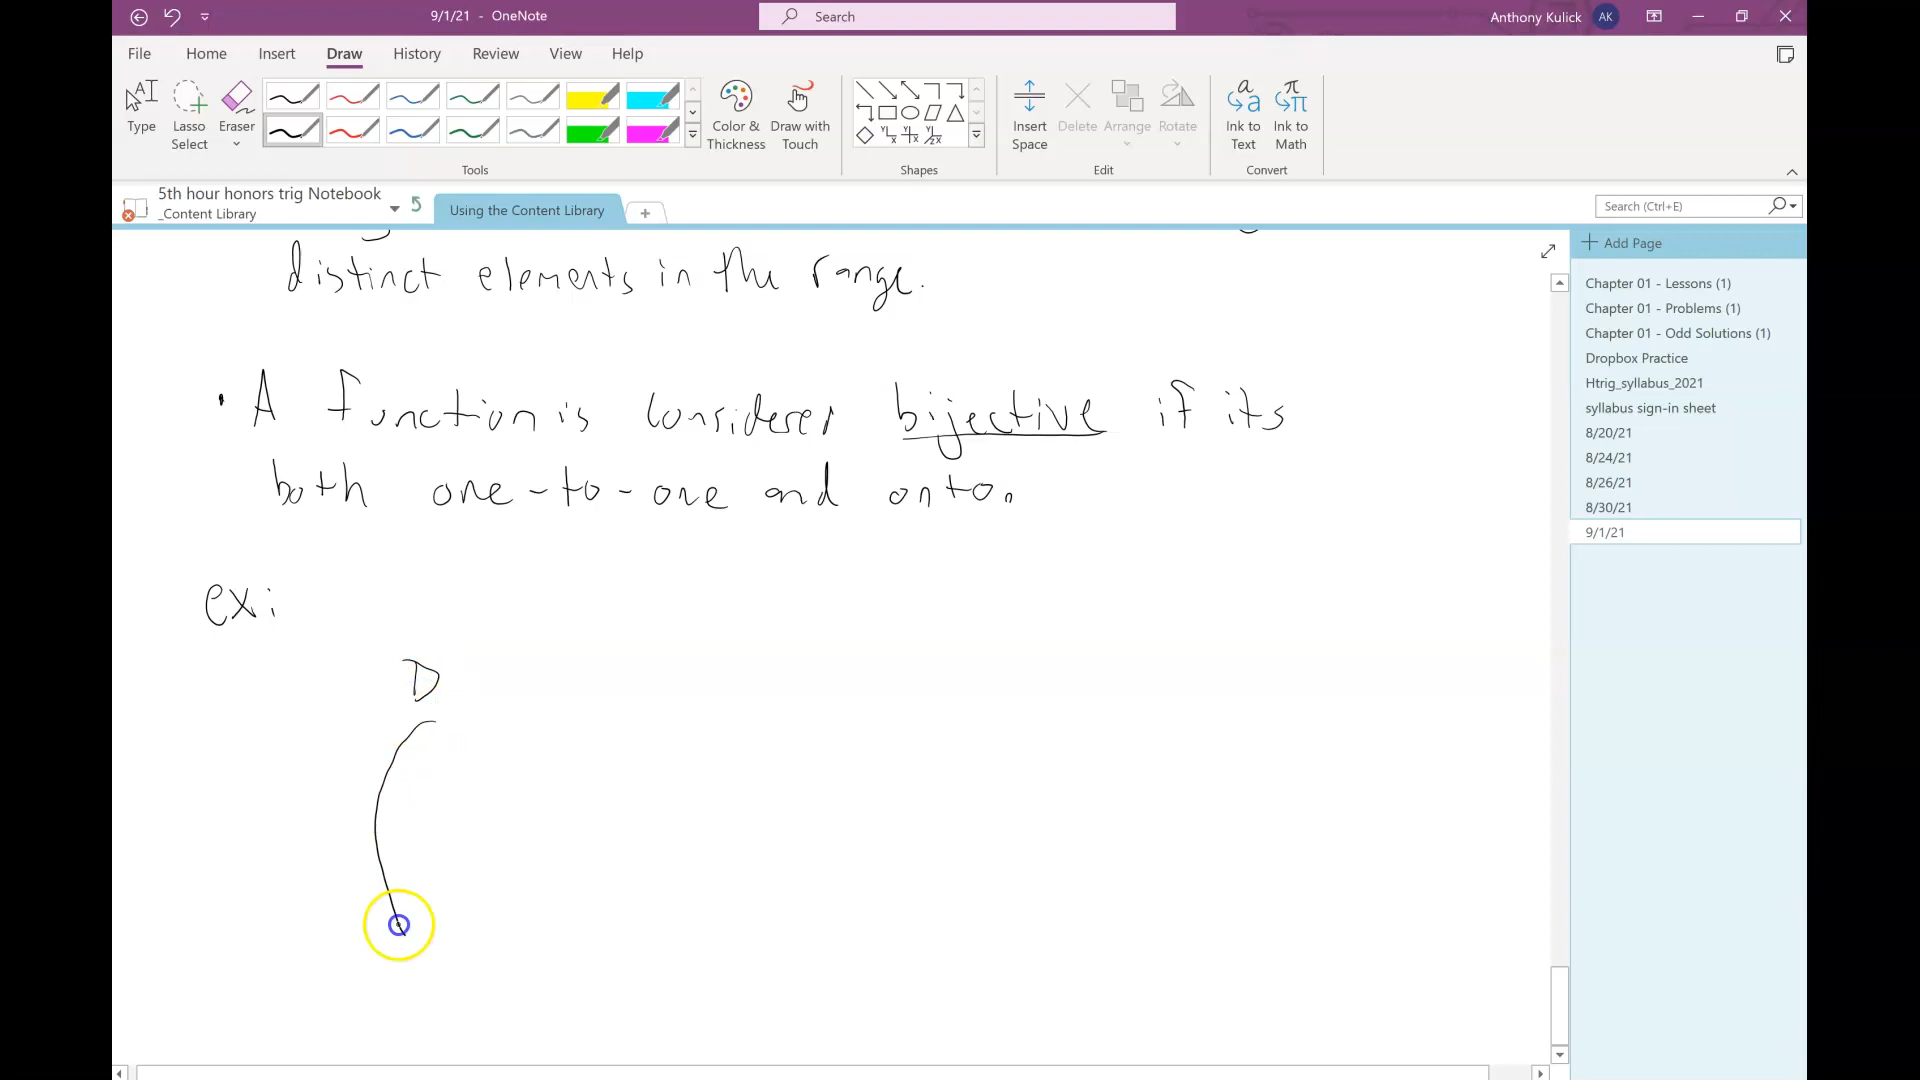 9/1/21 - OneNote
Search
Anthony Kulick
AK
File Home Insert Draw History Review View Help
Type
Lasso Select
Eraser
Color & Thickness
Draw with Touch
Insert Space
Delete
Arrange
Rotate
Ink to Text
Ink to Math
Tools
Shapes
Edit
Convert
5th hour honors trig Notebook
_Content Library
Using the Content Library
Search (Ctrl+E)
Add Page
Chapter 01 - Lessons (1)
Chapter 01 - Problems (1)
Chapter 01 - Odd Solutions (1)
Dropbox Practice
Htrig_syllabus_2021
syllabus sign-in sheet
8/20/21
8/24/21
8/26/21
8/30/21
9/1/21
distinct elements in the range.
• A function is considered bijective if its
both one-to-one and onto.
ex:
D